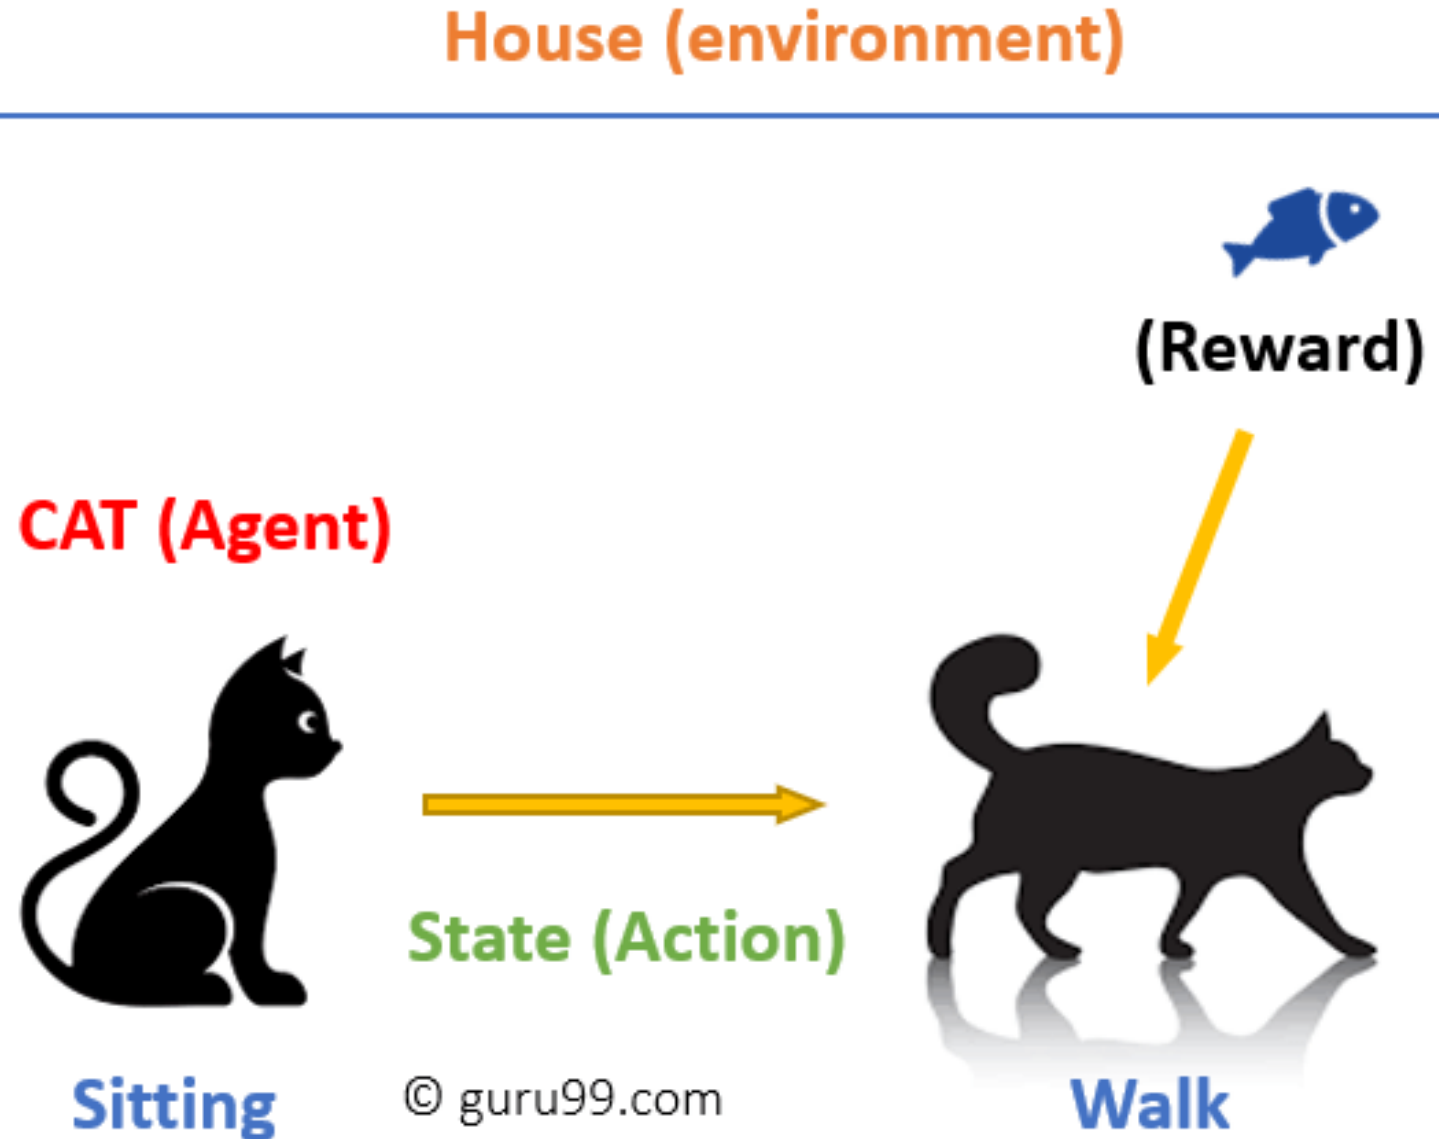 House (environment)
(Reward)
CAT (Agent)
State (Action)
Sitting
© guru99.com
Walk